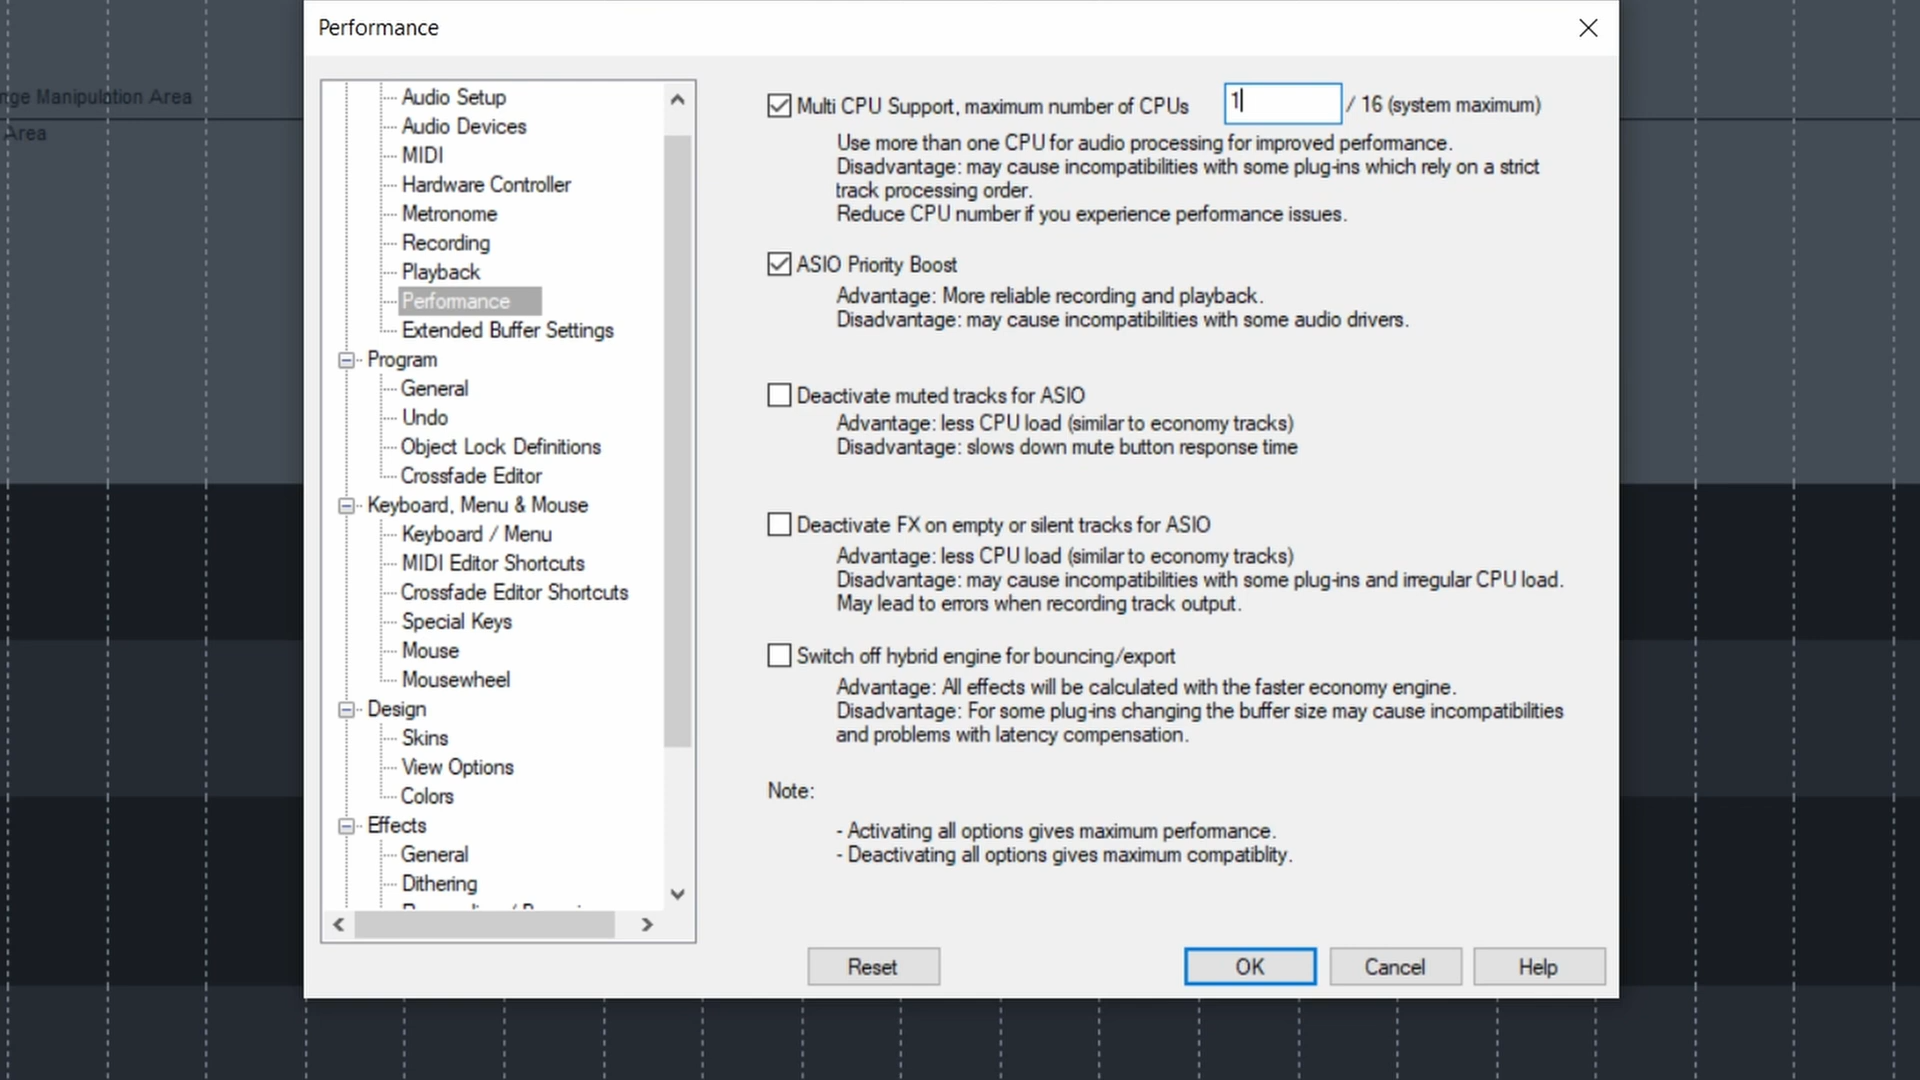 Performance
nge Manipulation Area
Area
Audio Setup
Audio Devices
MIDI
Hardware Controller
Metronome
Recording
Playback
Performance
Extended Buffer Settings
Program
General
Undo
Object Lock Definitions
Crossfade Editor
Keyboard, Menu & Mouse
Keyboard / Menu
MIDI Editor Shortcuts
Crossfade Editor Shortcuts
Special Keys
Mouse
Mousewheel
Design
Skins
View Options
Colors
Effects
General
Dithering
Multi CPU Support, maximum number of CPUs 1 / 16 (system maximum)
Use more than one CPU for audio processing for improved performance.
Disadvantage: may cause incompatibilities with some plug-ins which rely on a strict
track processing order.
Reduce CPU number if you experience performance issues.
ASIO Priority Boost
Advantage: More reliable recording and playback.
Disadvantage: may cause incompatibilities with some audio drivers.
Deactivate muted tracks for ASIO
Advantage: less CPU load (similar to economy tracks)
Disadvantage: slows down mute button response time
Deactivate FX on empty or silent tracks for ASIO
Advantage: less CPU load (similar to economy tracks)
Disadvantage: may cause incompatibilities with some plug-ins and irregular CPU load.
May lead to errors when recording track output.
Switch off hybrid engine for bouncing/export
Advantage: All effects will be calculated with the faster economy engine.
Disadvantage: For some plug-ins changing the buffer size may cause incompatibilities
and problems with latency compensation.
Note:
- Activating all options gives maximum performance.
- Deactivating all options gives maximum compatiblity.
Reset
OK
Cancel
Help